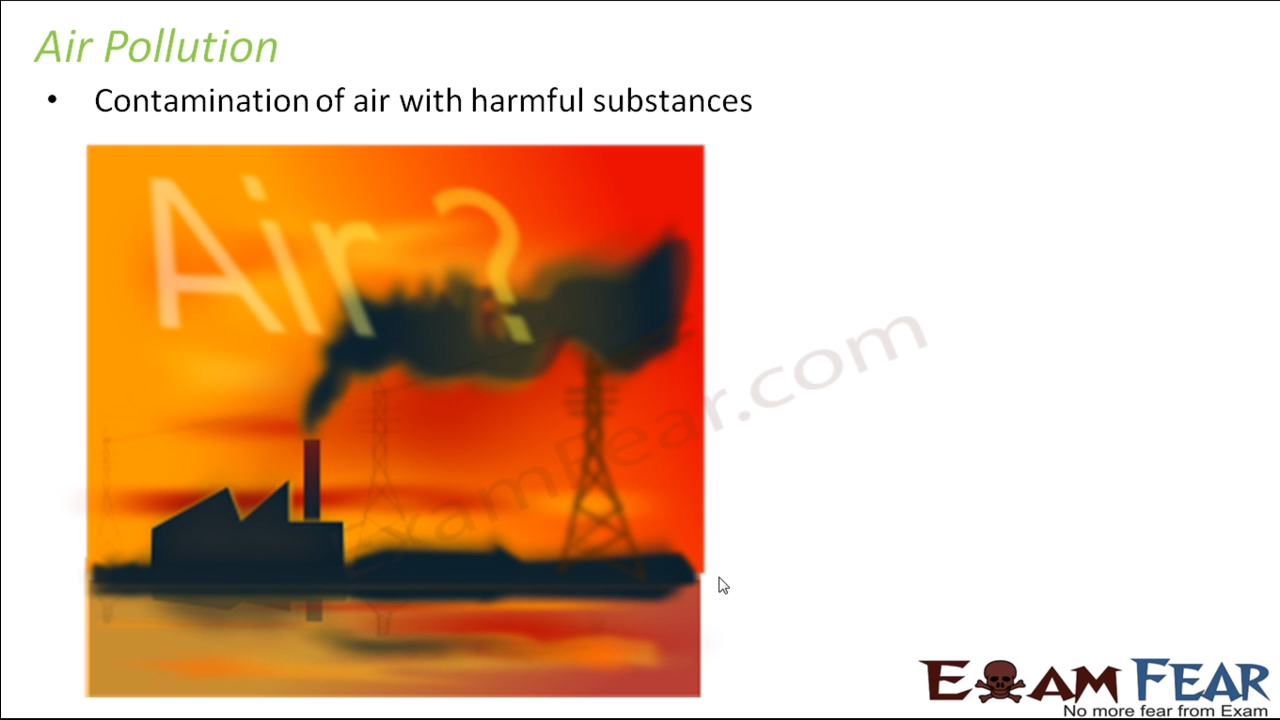 Air Pollution
• Contamination of air with harmful substances
Air ?
ExamFear.com
EXAM FEAR
No more fear from Exam